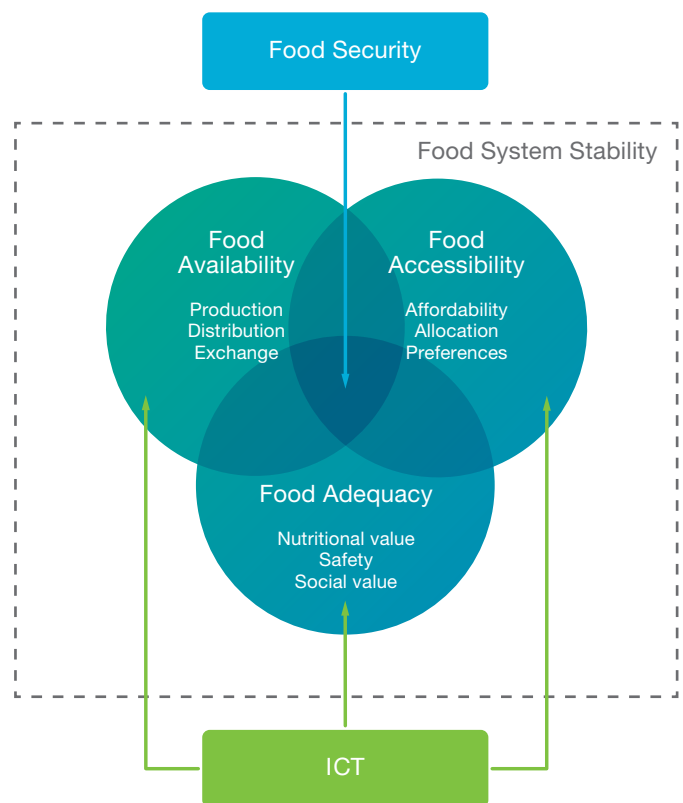 Food Security
Food System Stability
Food
Availability
Production
Distribution
Exchange
Food
Accessibility
Affordability
Allocation
Preferences
Food Adequacy
Nutritional value
Safety
Social value
ICT